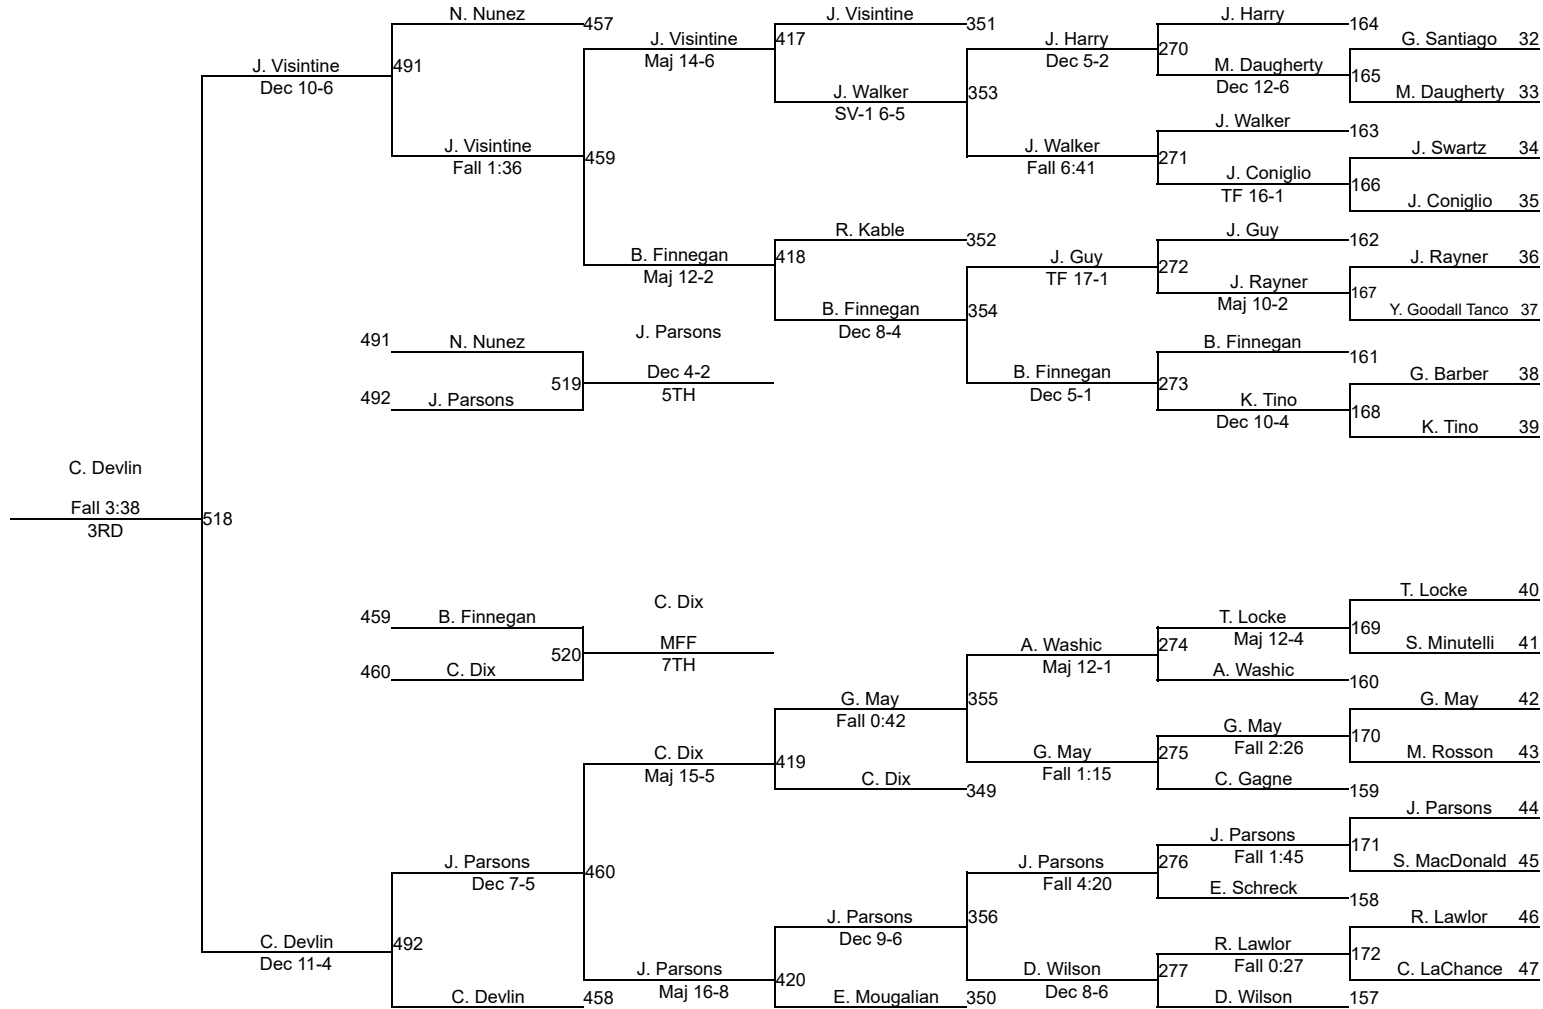 N. Nunez 457
J. Visintine 351
J. Harry 164
J. Visintine 417
J. Harry
G. Santiago 32
Maj 14-6
270
Dec 5-2
J. Visintine 491
M. Daugherty 165
Dec 10-6
J. Walker 353
Dec 12-6
M. Daugherty 33
SV-1 6-5
J. Walker 163
J. Visintine
J. Walker
J. Swartz 34
Fall 1:36
459
Fall 6:41
271
J. Coniglio 166
TF 16-1
J. Coniglio 35
R. Kable 352
J. Guy 162
B. Finnegan 418
J. Guy
J. Rayner 36
Maj 12-2
TF 17-1
272
J. Rayner 167
B. Finnegan 354
Maj 10-2
Y. Goodall Tanco 37
491 N. Nunez
J. Parsons
Dec 8-4
B. Finnegan 161
519 Dec 4-2
B. Finnegan 273
G. Barber 38
492 J. Parsons
5TH
Dec 5-1
K. Tino 168
Dec 10-4
K. Tino 39
C. Devlin
Fall 3:38
518
3RD
459 B. Finnegan
C. Dix
T. Locke 40
T. Locke 169
520 MFF
A. Washic 274
Maj 12-4
S. Minutelli 41
460 C. Dix
7TH
Maj 12-1
A. Washic 160
G. May 355
G. May 42
Fall 0:42
G. May 170
C. Dix 419
G. May 275
Fall 2:26
M. Rosson 43
Maj 15-5
C. Dix 349
Fall 1:15
C. Gagne 159
J. Parsons 44
J. Parsons 171
J. Parsons 460
J. Parsons 276
Fall 1:45
S. MacDonald 45
Dec 7-5
Fall 4:20
E. Schreck 158
J. Parsons 356
R. Lawlor 46
C. Devlin 492
Dec 9-6
R. Lawlor 172
Dec 11-4
J. Parsons 420
D. Wilson 277
Fall 0:27
C. LaChance 47
Maj 16-8
Dec 8-6
C. Devlin 458
E. Mougalian 350
D. Wilson 157